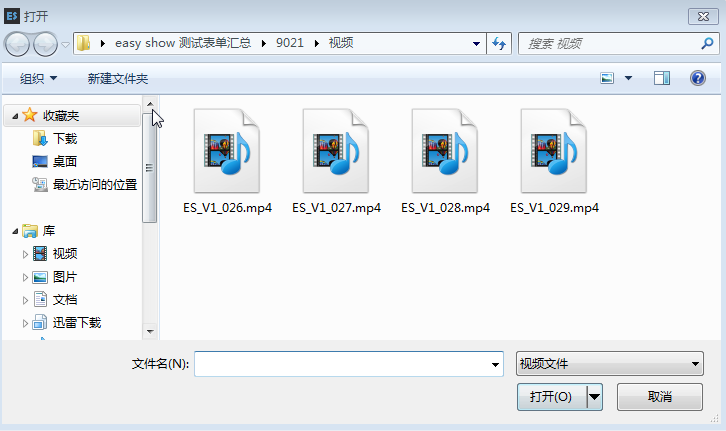 ES 打开
easy show 测试表单汇总 9021 视频
搜索 视频
组织 新建文件夹
收藏夹
下载
桌面
最近访问的位置
库
视频
图片
文档
迅雷下载
ES_V1_026.mp4 ES_V1_027.mp4 ES_V1_028.mp4 ES_V1_029.mp4
文件名(N): 视频文件
打开(O) 取消